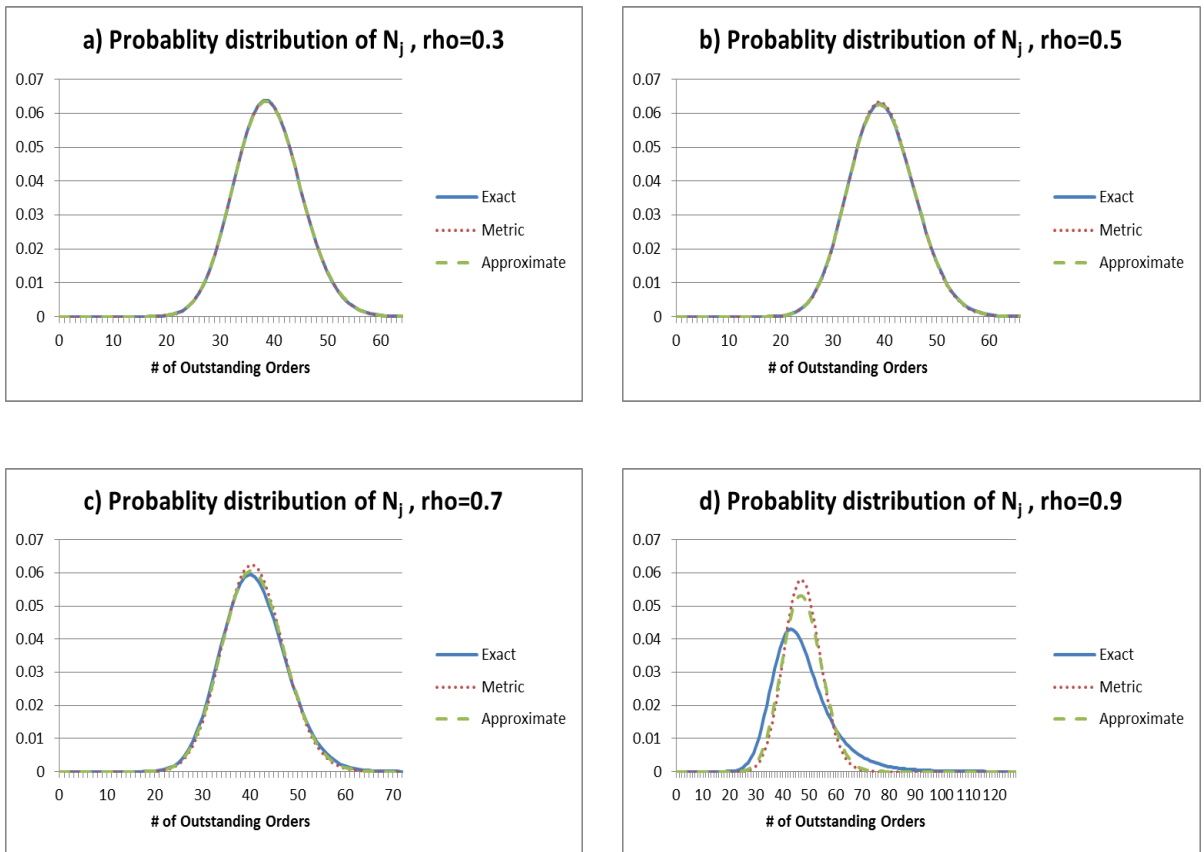 a) Probablity distribution of Nj , rho=0.3
0.07
0.06
0.05
0.04
0.03
0.02
0.01
0
0 10 20 30 40 50 60
# of Outstanding Orders
Exact
Metric
Approximate
b) Probablity distribution of Nj , rho=0.5
0.07
0.06
0.05
0.04
0.03
0.02
0.01
0
0 10 20 30 40 50 60
# of Outstanding Orders
Exact
Metric
Approximate
c) Probablity distribution of Nj , rho=0.7
0.07
0.06
0.05
0.04
0.03
0.02
0.01
0
0 10 20 30 40 50 60 70
# of Outstanding Orders
Exact
Metric
Approximate
d) Probablity distribution of Nj , rho=0.9
0.07
0.06
0.05
0.04
0.03
0.02
0.01
0
0 10 20 30 40 50 60 70 80 90 100 110 120
# of Outstanding Orders
Exact
Metric
Approximate